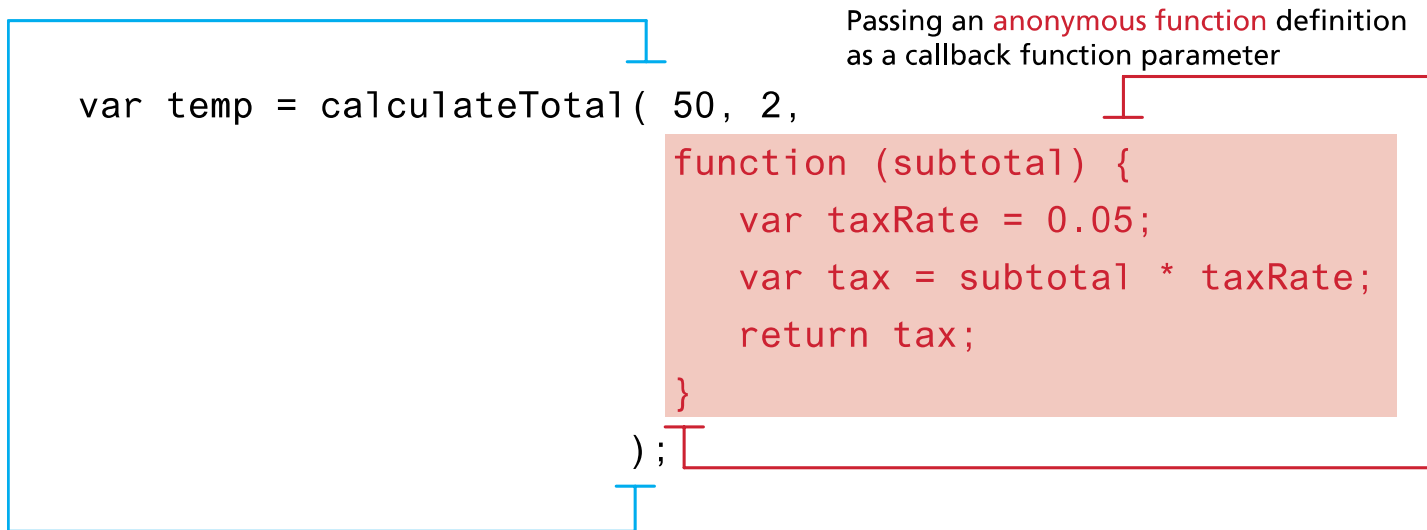 Passing an anonymous function definition
as a callback function parameter
var temp = calculateTotal( 50, 2,
function (subtotal) {
var taxRate = 0.05;
var tax = subtotal * taxRate;
return tax;
}
);